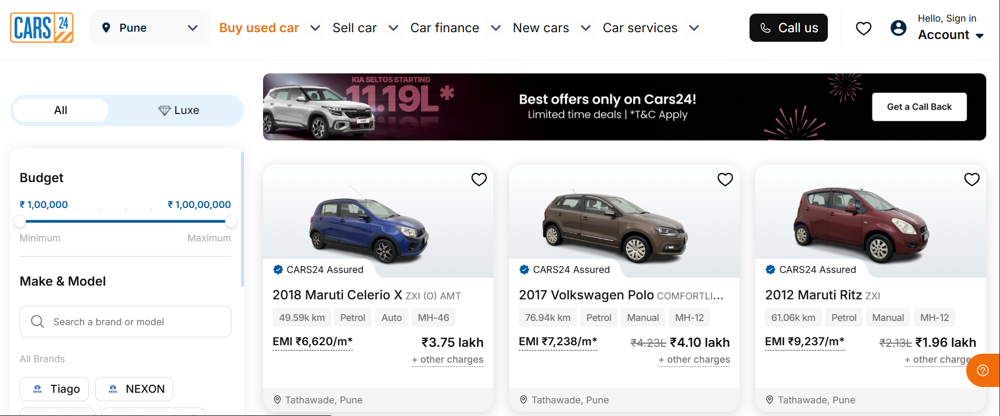 CARS 24
Pune
Buy used car
Sell car
Car finance
New cars
Car services
Call us
Hello, Sign in
Account
All
Luxe
KIA SELTOS STARTING
11.19L*
Best offers only on Cars24!
Limited time deals | *T&C Apply
Get a Call Back
Budget
₹ 1,00,000
₹ 1,00,00,000
Minimum
Maximum
Make & Model
Search a brand or model
All Brands
TATA Tiago
TATA NEXON
CARS24 Assured
2018 Maruti Celerio X ZXI (O) AMT
49.59k km Petrol Auto MH-46
EMI ₹6,620/m* ₹3.75 lakh
+ other charges
Tathawade, Pune
CARS24 Assured
2017 Volkswagen Polo COMFORTLI...
76.94k km Petrol Manual MH-12
EMI ₹7,238/m* ₹4.23L ₹4.10 lakh
+ other charges
Tathawade, Pune
CARS24 Assured
2012 Maruti Ritz ZXI
61.06k km Petrol Manual MH-12
EMI ₹9,237/m* ₹2.13L ₹1.96 lakh
+ other charge
Tathawade, Pune